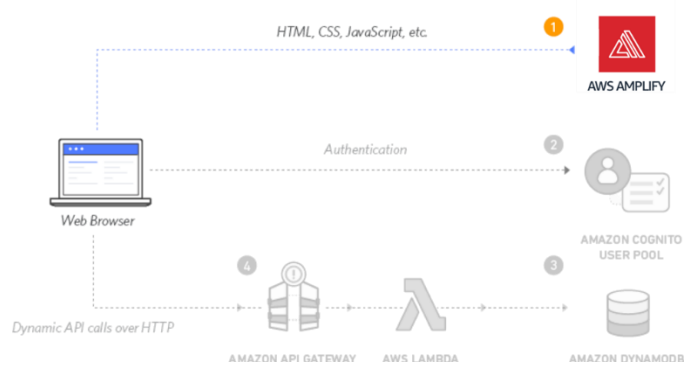 HTML, CSS, JavaScript, etc.
1
AWS AMPLIFY
Authentication
2
Web Browser
AMAZON COGNITO
USER POOL
4
3
Dynamic API calls over HTTP
AMAZON API GATEWAY
AWS LAMBDA
AMAZON DYNAMODB